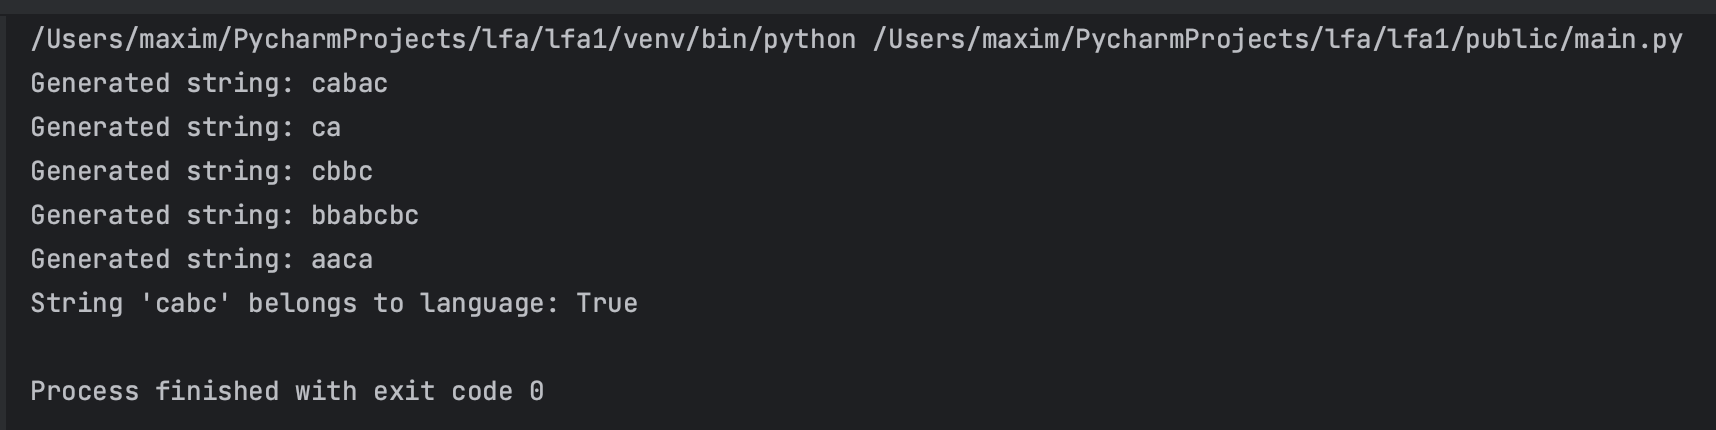 /Users/maxim/PycharmProjects/lfa/lfa1/venv/bin/python /Users/maxim/PycharmProjects/lfa/lfa1/public/main.py
Generated string: cabac
Generated string: ca
Generated string: cbbc
Generated string: bbabcbc
Generated string: aaca
String 'cabc' belongs to language: True
Process finished with exit code 0